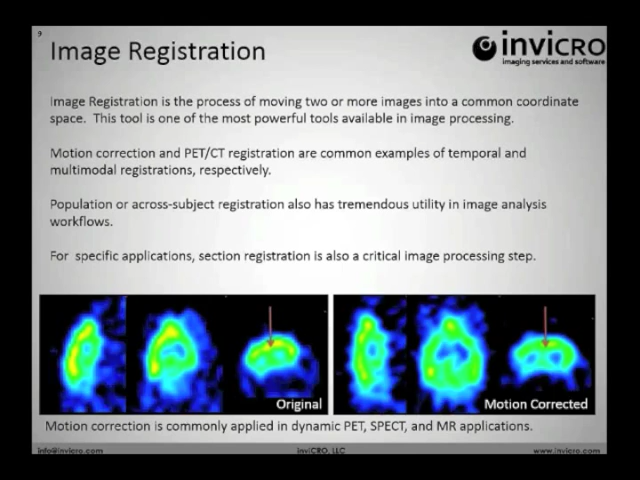 9
Image Registration
invicro
imaging services and software
Image Registration is the process of moving two or more images into a common coordinate
space. This tool is one of the most powerful tools available in image processing.
Motion correction and PET/CT registration are common examples of temporal and
multimodal registrations, respectively.
Population or across-subject registration also has tremendous utility in image analysis
workflows.
For specific applications, section registration is also a critical image processing step.
Original
Motion Corrected
Motion correction is commonly applied in dynamic PET, SPECT, and MR applications.
info@invicro.com
inviCRO, LLC
www.invicro.com